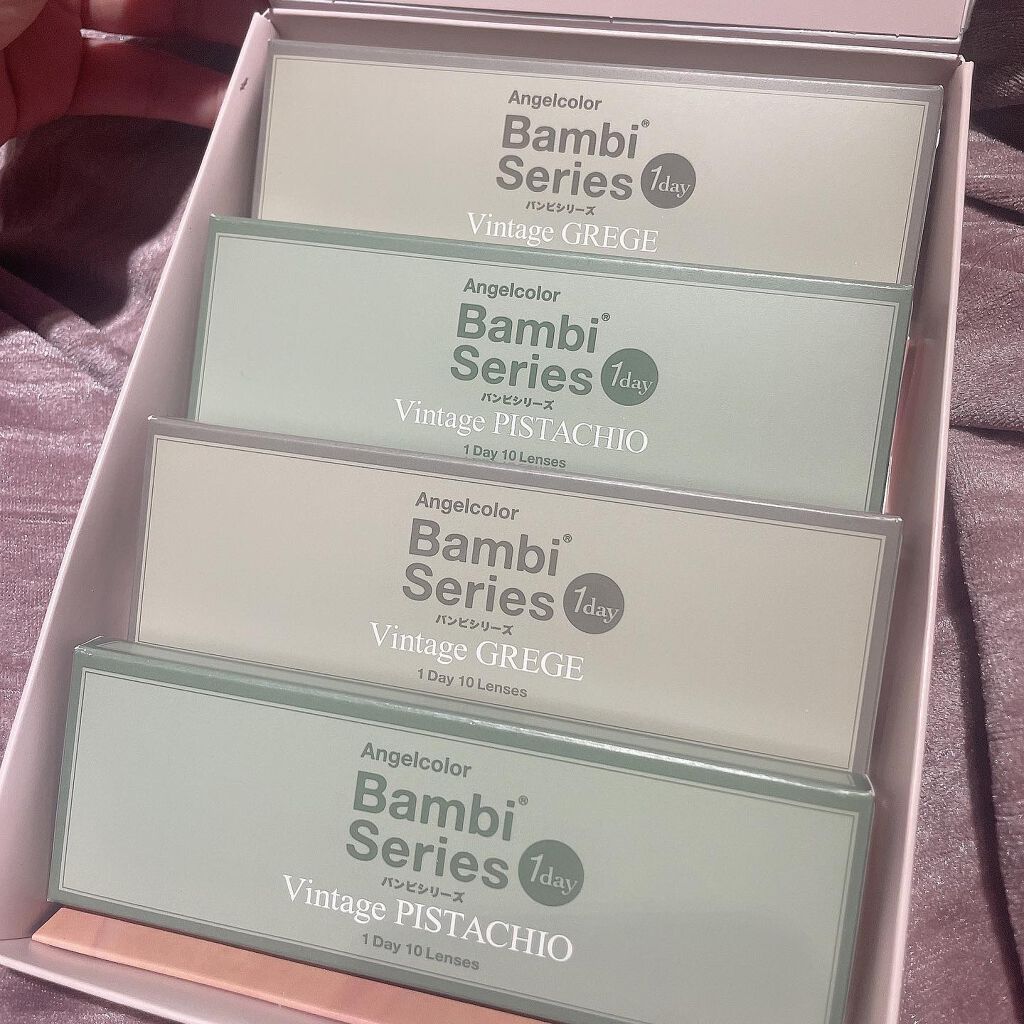 Angelcolor
Bambi®
Series 1day
バンビシリーズ
Vintage GREGE
Angelcolor
Bambi®
Series 1day
バンビシリーズ
Vintage PISTACHIO
1 Day 10 Lenses
Angelcolor
Bambi®
Series 1day
バンビシリーズ
Vintage GREGE
1 Day 10 Lenses
Angelcolor
Bambi®
Series 1day
バンビシリーズ
Vintage PISTACHIO
1 Day 10 Lenses